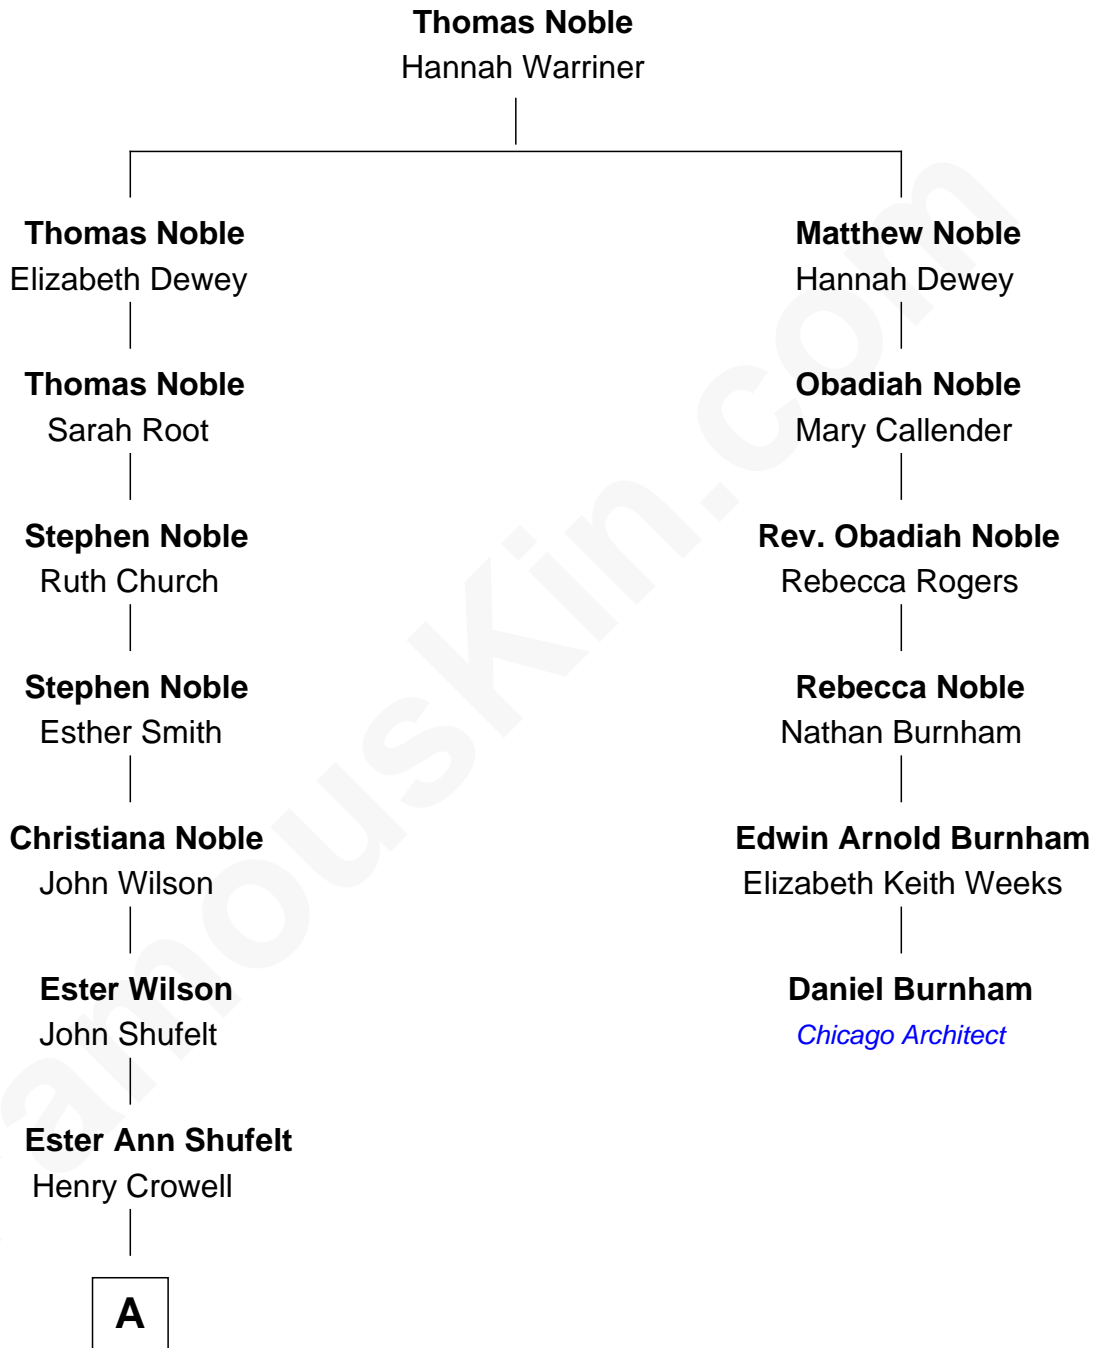 Thomas Noble
Hannah Warriner
Thomas Noble
Elizabeth Dewey
Matthew Noble
Hannah Dewey
Thomas Noble
Sarah Root
Obadiah Noble
Mary Callender
Stephen Noble
Ruth Church
Rev. Obadiah Noble
Rebecca Rogers
Stephen Noble
Esther Smith
Rebecca Noble
Nathan Burnham
Christiana Noble
John Wilson
Edwin Arnold Burnham
Elizabeth Keith Weeks
Ester Wilson
John Shufelt
Daniel Burnham
Chicago Architect
Ester Ann Shufelt
Henry Crowell
A
amousKin.com